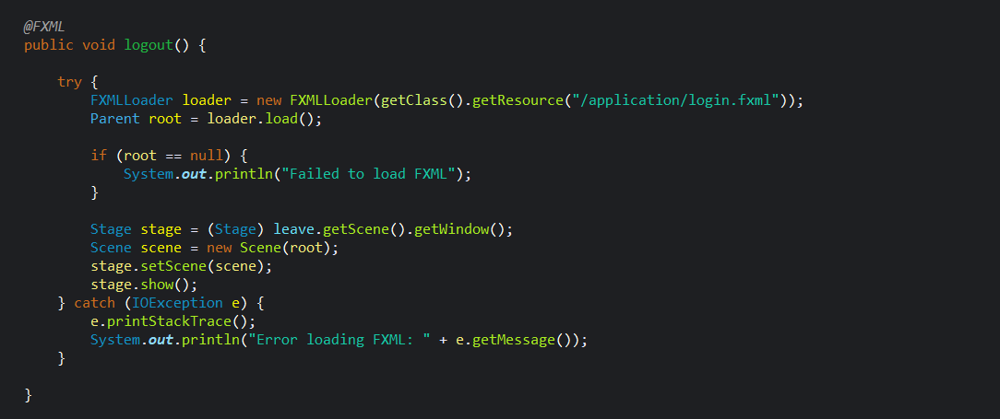 @FXML
public void logout() {
try {
FXMLLoader loader = new FXMLLoader(getClass().getResource("/application/login.fxml"));
Parent root = loader.load();
if (root == null) {
System.out.println("Failed to load FXML");
}
Stage stage = (Stage) leave.getScene().getWindow();
Scene scene = new Scene(root);
stage.setScene(scene);
stage.show();
} catch (IOException e) {
e.printStackTrace();
System.out.println("Error loading FXML: " + e.getMessage());
}
}